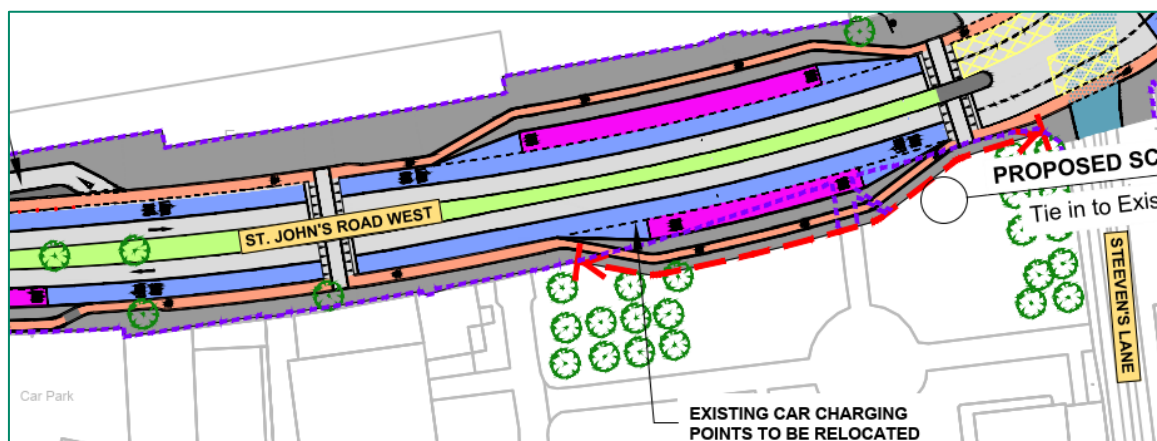 ST. JOHN'S ROAD WEST
PROPOSED SC
Tie in to Exis
STEEVEN'S LANE
Car Park
EXISTING CAR CHARGING
POINTS TO BE RELOCATED